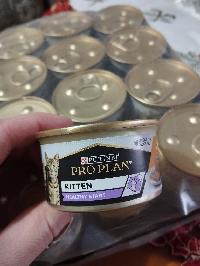 PURINA
PRO PLAN
KITTEN
HEALTHY START